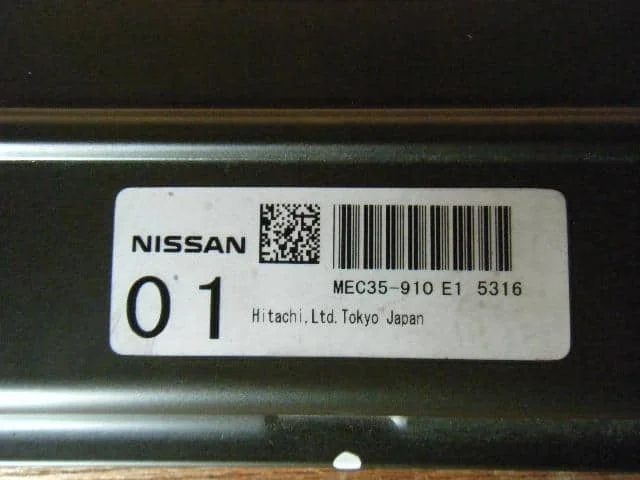 NISSAN
MEC35-910 E1 5316
01
Hitachi,Ltd.Tokyo Japan